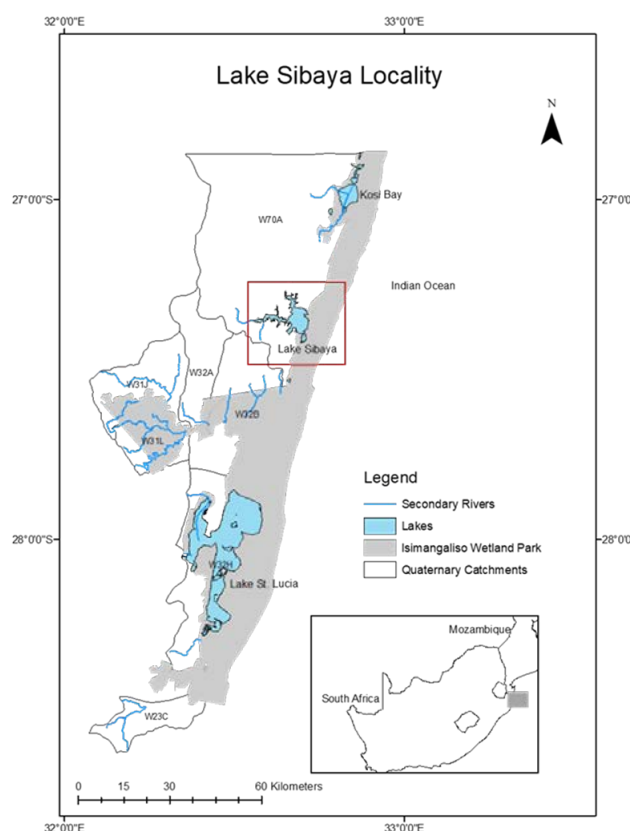 32°0'0"E
33°0'0"E
Lake Sibaya Locality
N
27°0'0"S
27°0
Kosi Bay
W70A
Indian Ocean
Lake Sibaya
W31J
W32A
W32B
W31L
Legend
Secondary Rivers
Lakes
Isimangaliso Wetland Park
Quaternary Catchments
28°0'0"S
28°0
W32H
Lake St. Lucia
Mozambique
South Africa
W23C
0 15 30 60 Kilometers
32°0'0"E
33°0'0"E